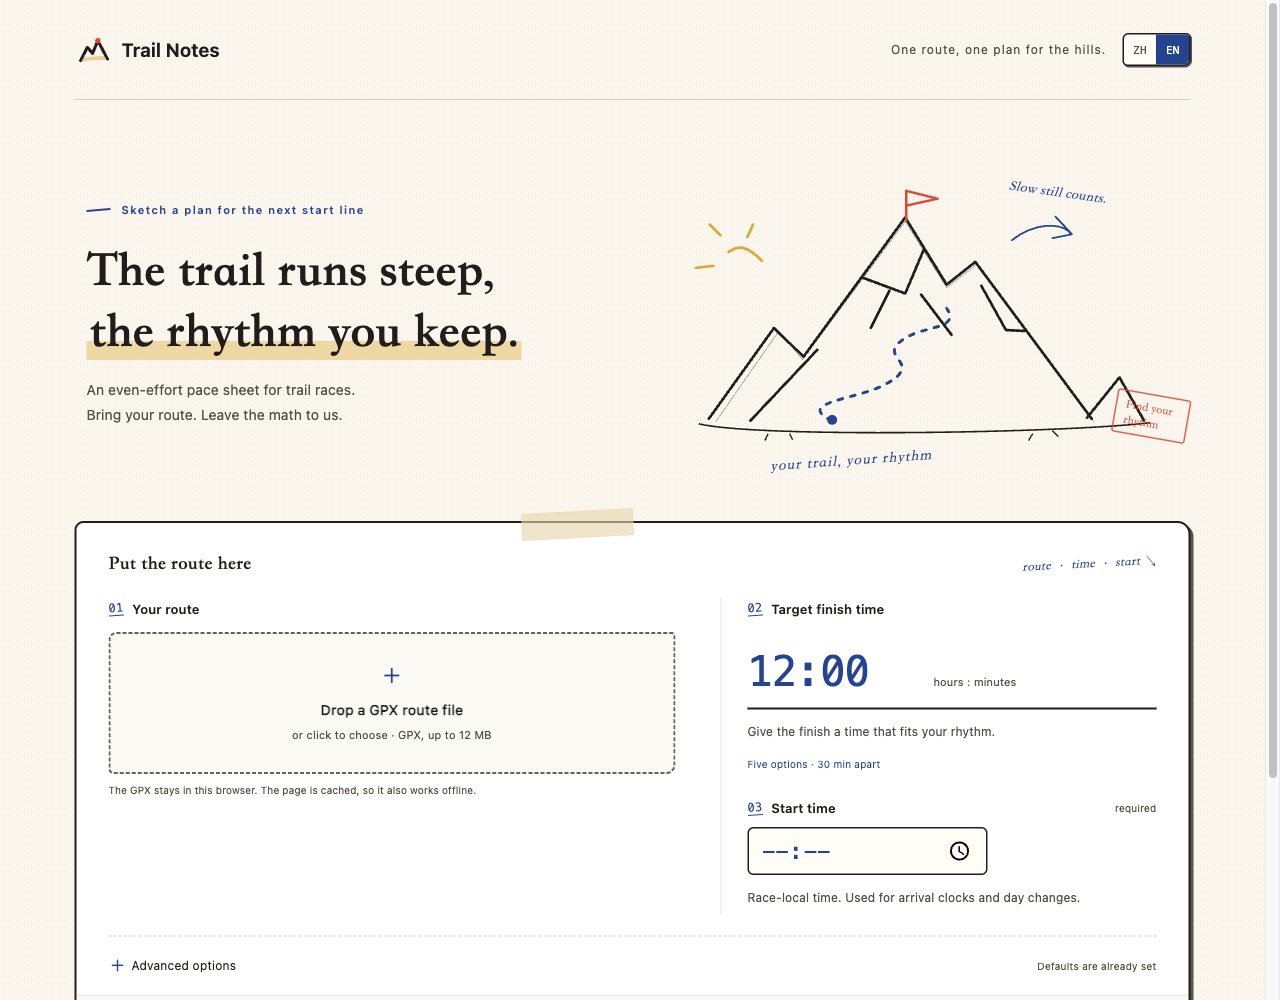 Trail Notes
One route, one plan for the hills.
ZH
EN
Sketch a plan for the next start line
The trail runs steep,
the rhythm you keep.
An even-effort pace sheet for trail races.
Bring your route. Leave the math to us.
Slow still counts.
Find your
rhythm
your trail, your rhythm
Put the route here
route · time · start ↘
01 Your route
Drop a GPX route file
or click to choose · GPX, up to 12 MB
The GPX stays in this browser. The page is cached, so it also works offline.
02 Target finish time
12:00
hours : minutes
Give the finish a time that fits your rhythm.
Five options · 30 min apart
03 Start time
required
--:--
Race-local time. Used for arrival clocks and day changes.
+ Advanced options
Defaults are already set